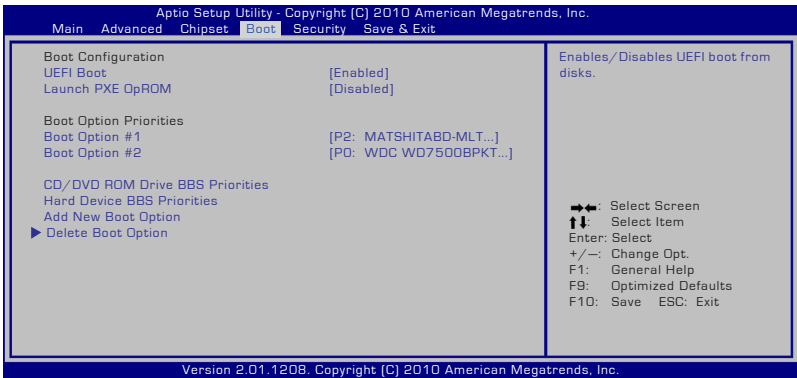 Aptio Setup Utility - Copyright (C) 2010 American Megatrends, Inc.
Main Advanced Chipset Boot Security Save & Exit
Boot Configuration
UEFI Boot [Enabled]
Launch PXE OpROM [Disabled]
Boot Option Priorities
Boot Option #1 [P2: MATSHITABD-MLT...]
Boot Option #2 [P0: WDC WD7500BPKT...]
CD/DVD ROM Drive BBS Priorities
Hard Device BBS Priorities
Add New Boot Option
Delete Boot Option
Enables/Disables UEFI boot from
disks.
→←: Select Screen
↑↓: Select Item
Enter: Select
+/—: Change Opt.
F1: General Help
F9: Optimized Defaults
F10: Save ESC: Exit
Version 2.01.1208. Copyright (C) 2010 American Megatrends, Inc.